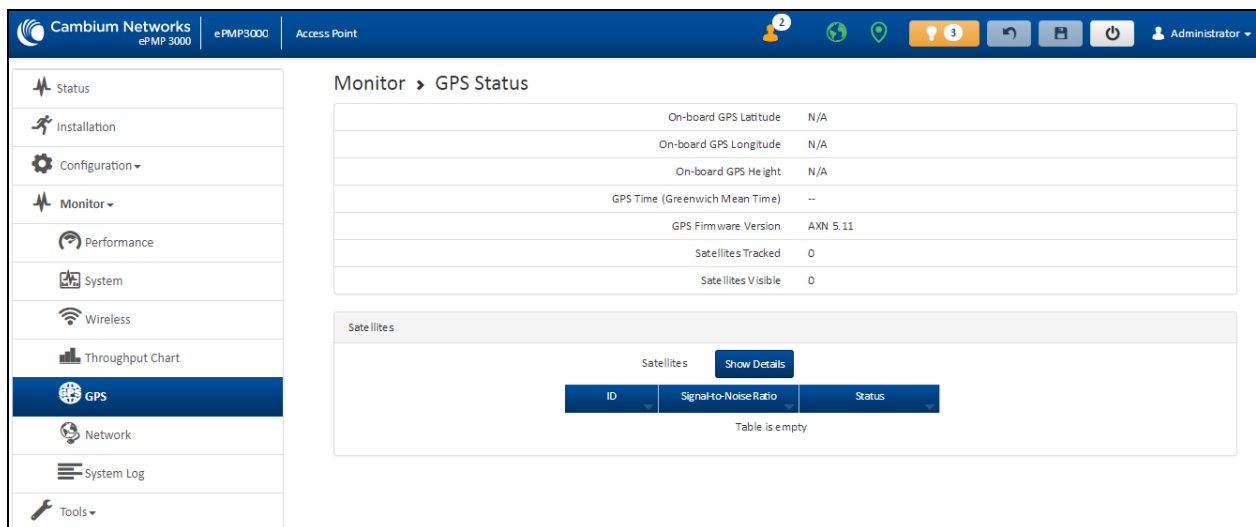 Cambium Networks
ePMP 3000
ePMP3000
Access Point
2
3
Administrator
Status
Installation
Configuration
Monitor
Performance
System
Wireless
Throughput Chart
GPS
Network
System Log
Tools
Monitor > GPS Status
On-board GPS Latitude N/A
On-board GPS Longitude N/A
On-board GPS Height N/A
GPS Time (Greenwich Mean Time) --
GPS Firmware Version AXN 5.11
Satellites Tracked 0
Satellites Visible 0
Satellites
Satellites Show Details
ID Signal-to-Noise Ratio Status
Table is empty